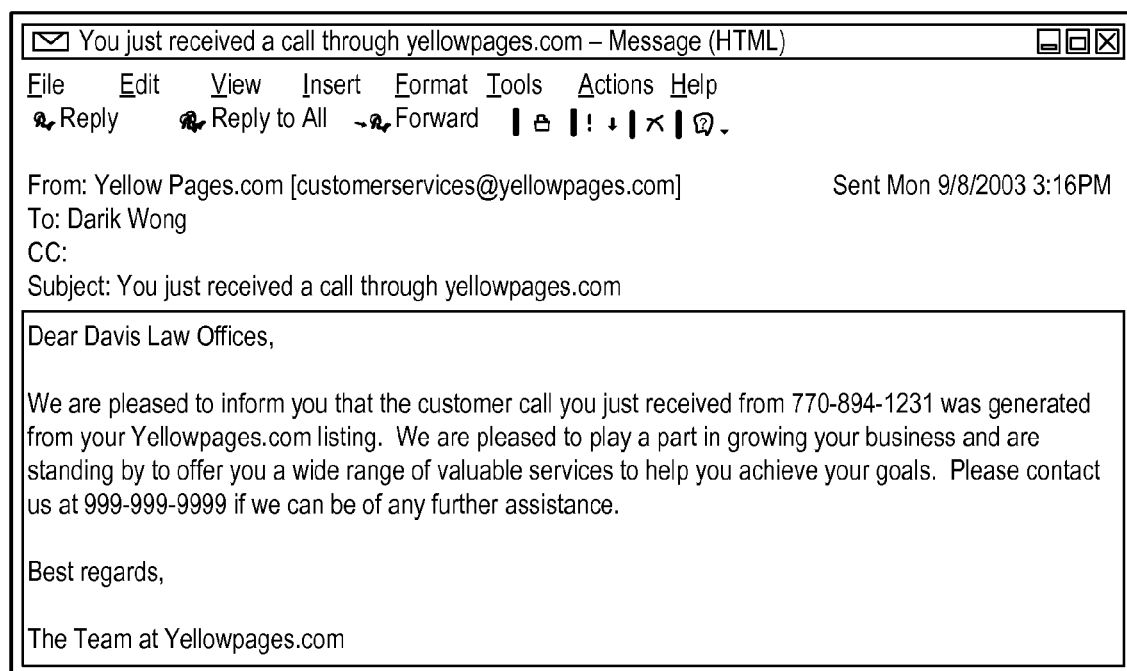 You just received a call through yellowpages.com – Message (HTML)
File Edit View Insert Format Tools Actions Help
Reply Reply to All Forward
From: Yellow Pages.com [customerservices@yellowpages.com] Sent Mon 9/8/2003 3:16PM
To: Darik Wong
CC:
Subject: You just received a call through yellowpages.com
Dear Davis Law Offices,
We are pleased to inform you that the customer call you just received from 770-894-1231 was generated
from your Yellowpages.com listing. We are pleased to play a part in growing your business and are
standing by to offer you a wide range of valuable services to help you achieve your goals. Please contact
us at 999-999-9999 if we can be of any further assistance.
Best regards,
The Team at Yellowpages.com